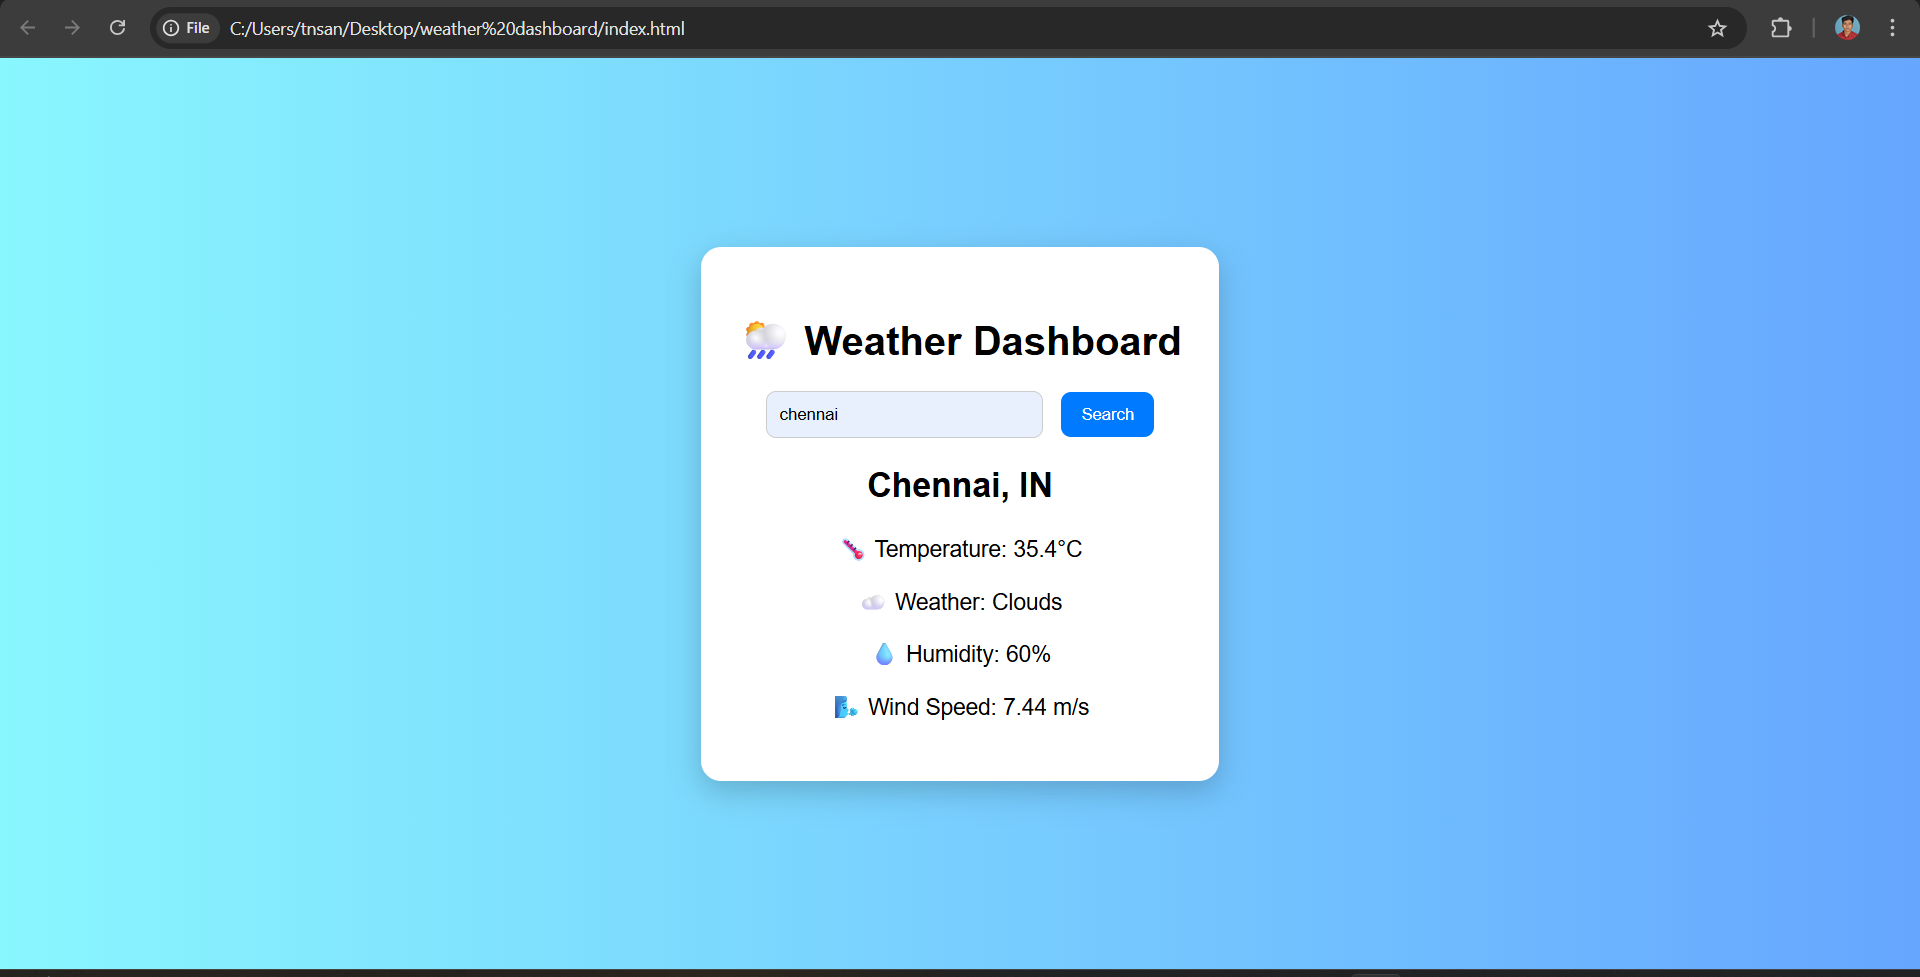 File C:/Users/tnsan/Desktop/weather%20dashboard/index.html
Weather Dashboard
chennai Search
Chennai, IN
Temperature: 35.4°C
Weather: Clouds
Humidity: 60%
Wind Speed: 7.44 m/s